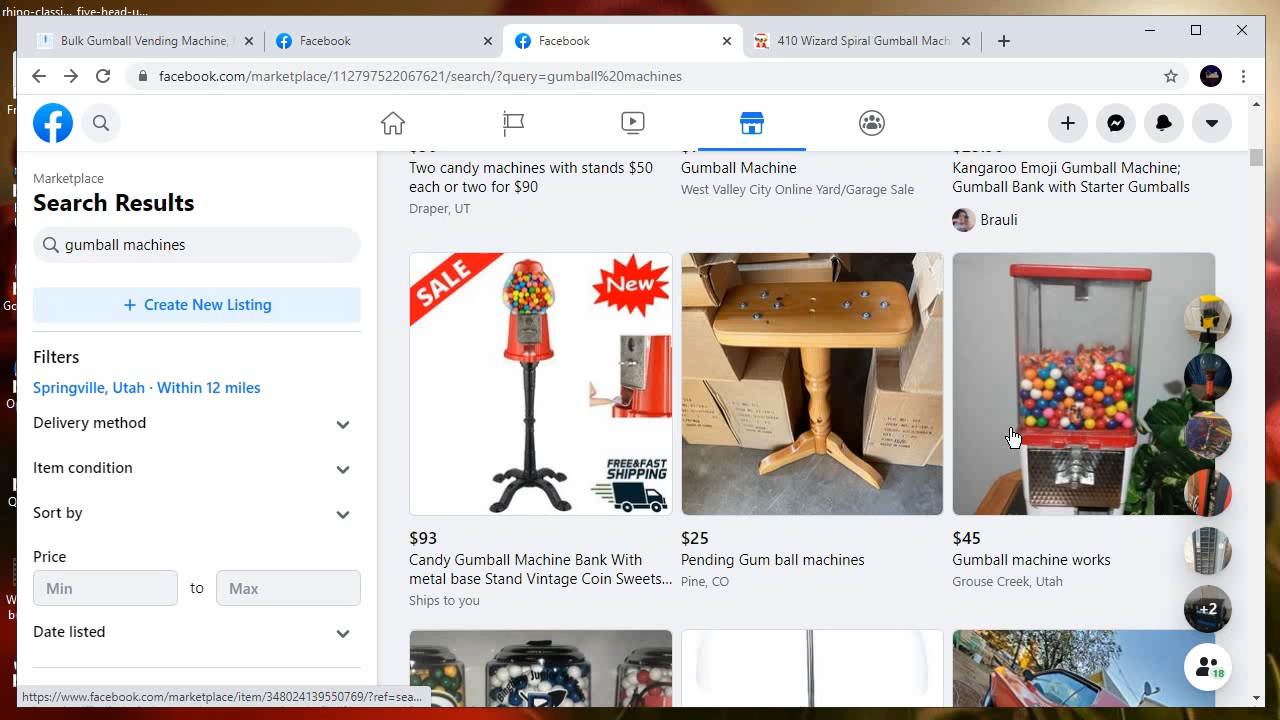 rhino-classi... five-head-u...
Bulk Gumball Vending Machine,
Facebook
Facebook
410 Wizard Spiral Gumball Mach
facebook.com/marketplace/112797522067621/search/?query=gumball%20machines
Marketplace
Search Results
gumball machines
+ Create New Listing
Filters
Springville, Utah · Within 12 miles
Delivery method
Item condition
Sort by
Price
Min
to
Max
Date listed
Two candy machines with stands $50
each or two for $90
Draper, UT
Gumball Machine
West Valley City Online Yard/Garage Sale
Kangaroo Emoji Gumball Machine;
Gumball Bank with Starter Gumballs
Brauli
SALE
New
FREE&FAST
SHIPPING
$93
Candy Gumball Machine Bank With
metal base Stand Vintage Coin Sweets...
Ships to you
$25
Pending Gum ball machines
Pine, CO
$45
Gumball machine works
Grouse Creek, Utah
+2
18
https://www.facebook.com/marketplace/item/348024139550769/?ref=sea...